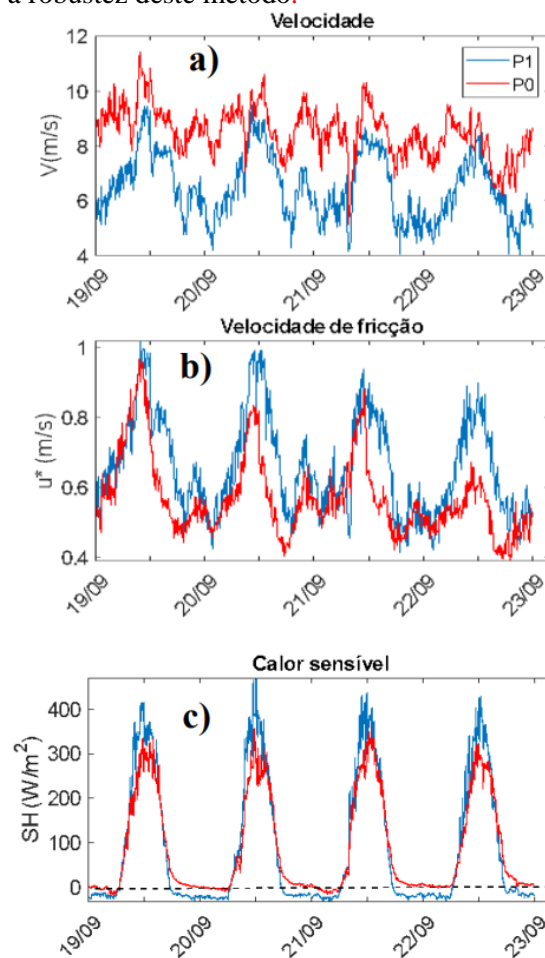 a robustez deste método.
Velocidade
a)
P1
P0
12
10
8
6
4
V(m/s)
19/09
20/09
21/09
22/09
23/09
Velocidade de fricção
b)
1
0.8
0.6
0.4
u* (m/s)
19/09
20/09
21/09
22/09
23/09
Calor sensível
c)
400
300
200
100
0
SH (W/m²)
19/09
20/09
21/09
22/09
23/09